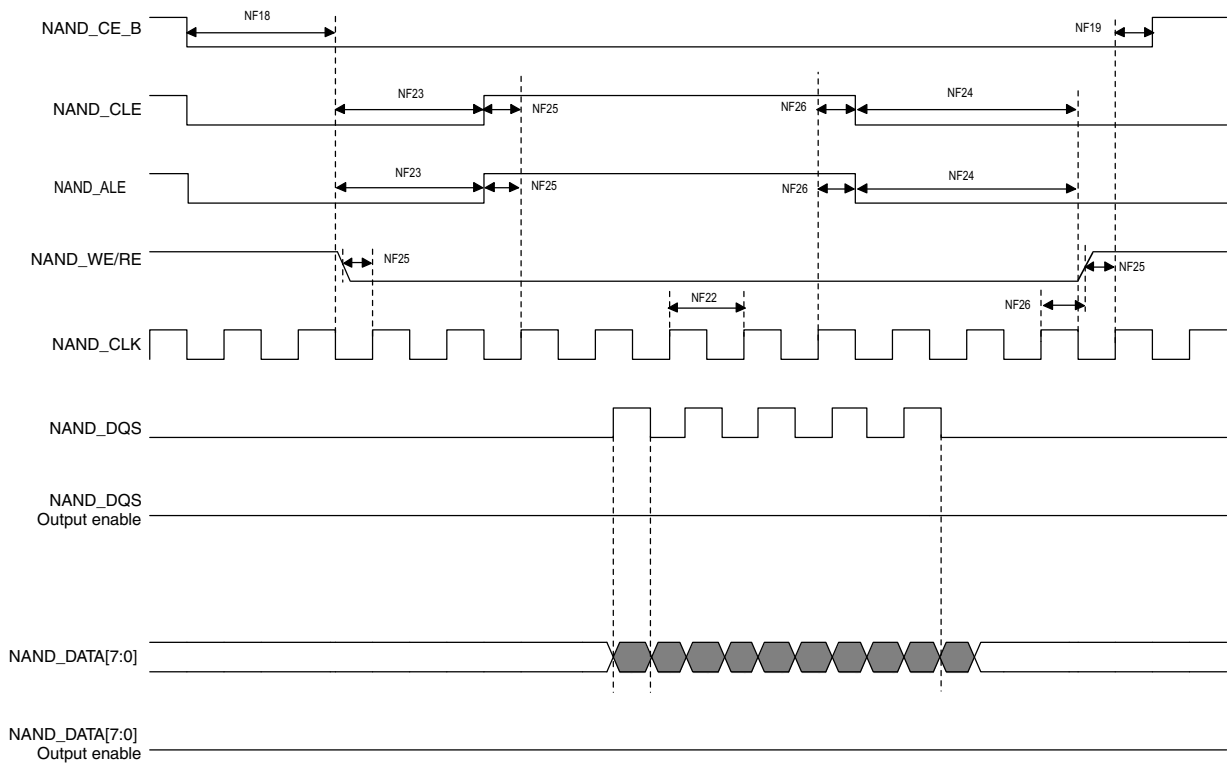 NF18
NAND_CE_B
NF19
NF23
NF25
NF26
NF24
NAND_CLE
NF23
NF25
NF26
NF24
NAND_ALE
NAND_WE/RE
NF25
NF25
NF22
NF26
NAND_CLK
NAND_DQS
NAND_DQS
Output enable
NAND_DATA[7:0]
NAND_DATA[7:0]
Output enable